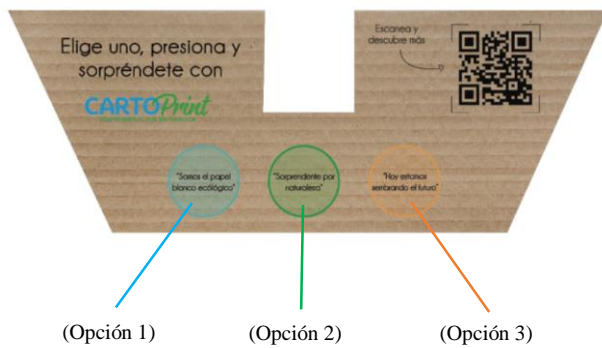 Elige uno, presiona y
sorpréndete con
CARTOPrint
Escanea y
descubre más
"Somos el papel
blanco ecológico"
"Sorprendente por
naturaleza"
"Hoy estamos
sembrando el futuro"
(Opción 1)
(Opción 2)
(Opción 3)